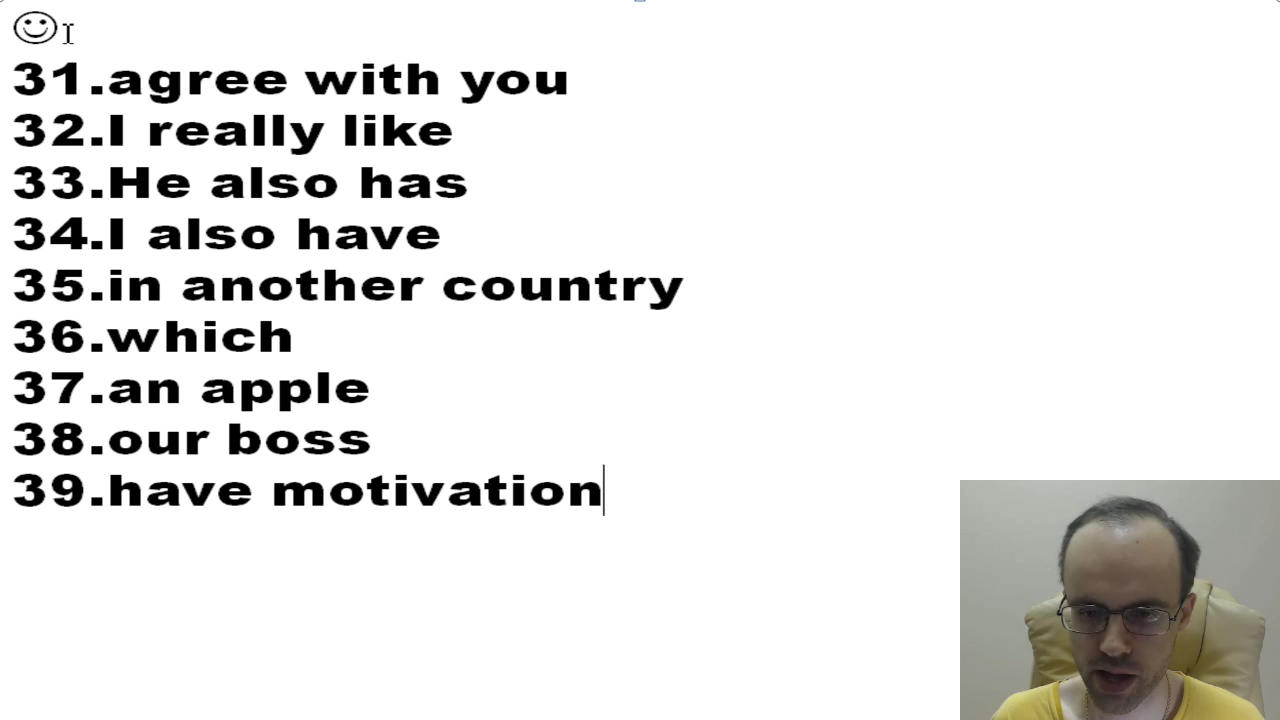 ☺
31.agree with you
32.I really like
33.He also has
34.I also have
35.in another country
36.which
37.an apple
38.our boss
39.have motivation